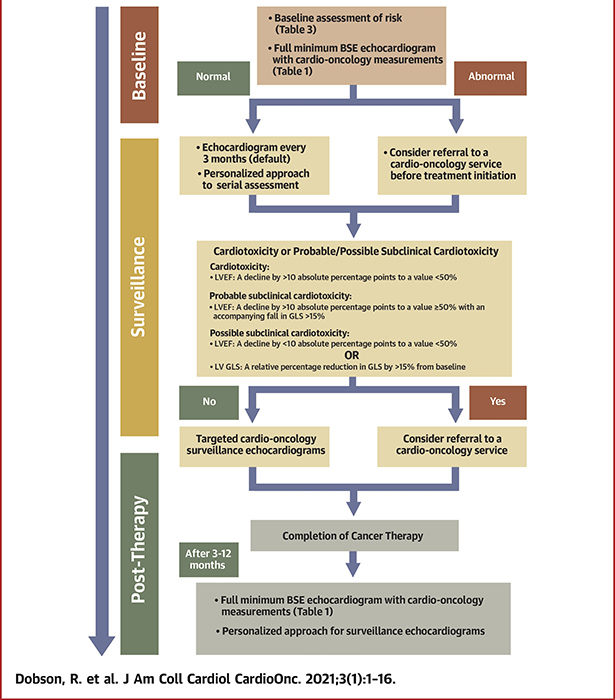 Baseline
• Baseline assessment of risk
(Table 3)
• Full minimum BSE echocardiogram
with cardio-oncology measurements
(Table 1)
Normal
Abnormal
Surveillance
• Echocardiogram every
3 months (default)
• Personalized approach
to serial assessment
• Consider referral to a
cardio-oncology service
before treatment initiation
Cardiotoxicity or Probable/Possible Subclinical Cardiotoxicity
Cardiotoxicity:
• LVEF: A decline by >10 absolute percentage points to a value <50%
Probable subclinical cardiotoxicity:
• LVEF: A decline by >10 absolute percentage points to a value ≥50% with an
accompanying fall in GLS >15%
Possible subclinical cardiotoxicity:
• LVEF: A decline by <10 absolute percentage points to a value <50%
OR
• LV GLS: A relative percentage reduction in GLS by >15% from baseline
No
Yes
Targeted cardio-oncology
surveillance echocardiograms
Consider referral to a
cardio-oncology service
Post-Therapy
Completion of Cancer Therapy
After 3-12
months
• Full minimum BSE echocardiogram with cardio-oncology
measurements (Table 1)
• Personalized approach for surveillance echocardiograms
Dobson, R. et al. J Am Coll Cardiol CardioOnc. 2021;3(1):1–16.